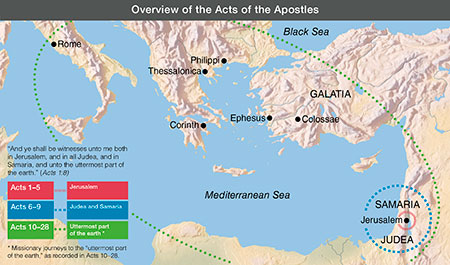 Overview of the Acts of the Apostles
Black Sea
Rome
Philippi
Thessalonica
GALATIA
Corinth
Ephesus
Colossae
"And ye shall be witnesses unto me both
in Jerusalem, and in all Judea, and in
Samaria, and unto the uttermost part of
the earth." (Acts 1:8)
Mediterranean Sea
Acts 1–5 Jerusalem
Acts 6–9 Judea and Samaria
Acts 10–28 Uttermost part
of the earth *
SAMARIA
Jerusalem
JUDEA
* Missionary journeys to the "uttermost part
of the earth," as recorded in Acts 10–28.